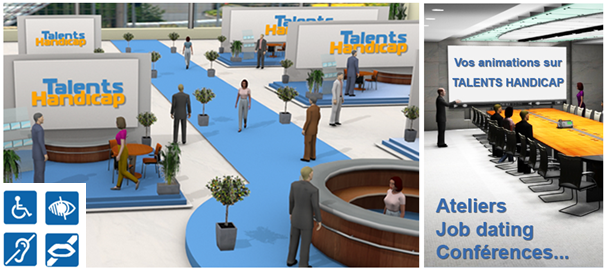 Talents
Handicap
Talents
Handicap
Talents
Handicap
Talents
Handicap
Vos animations sur
TALENTS HANDICAP
Ateliers
Job dating
Conférences...